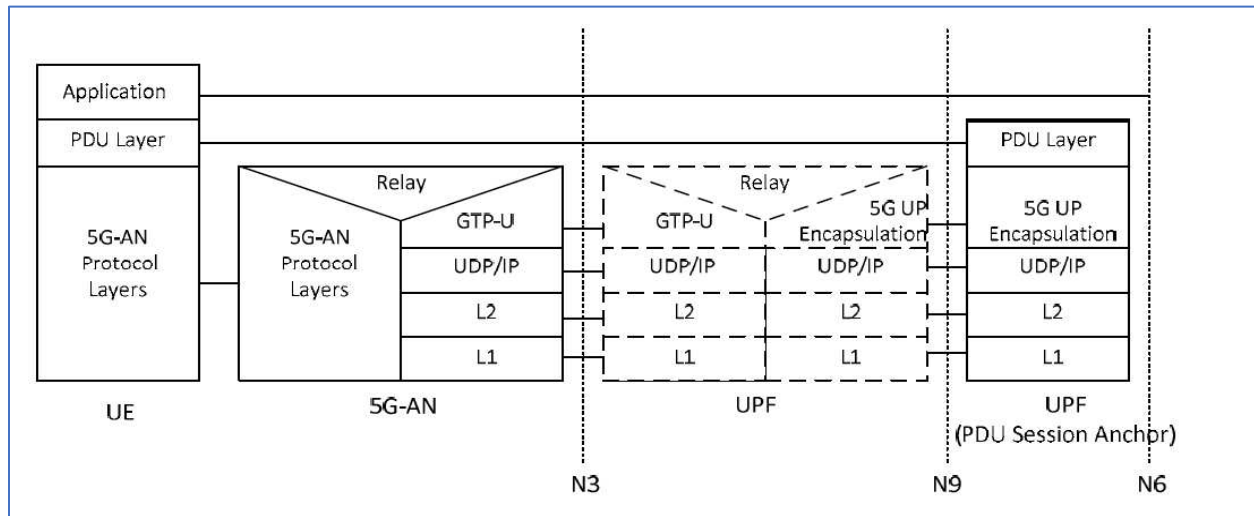 Application
PDU Layer
PDU Layer
Relay
Relay
5G-AN
Protocol
Layers
5G-AN
Protocol
Layers
GTP-U
GTP-U
5G UP
Encapsulation
5G UP
Encapsulation
UDP/IP
UDP/IP
UDP/IP
UDP/IP
L2
L2
L2
L2
L1
L1
L1
L1
UE
5G-AN
UPF
UPF
(PDU Session Anchor)
N3
N9
N6